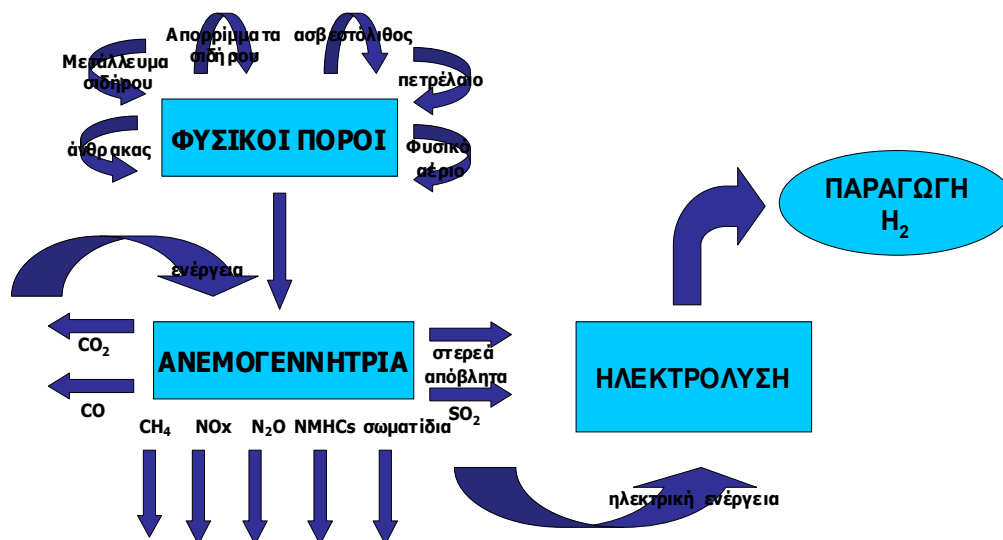 Απορρίμματα
σιδήρου
ασβεστόλιθος
Μετάλλευμα
σιδήρου
πετρέλαιο
ΦΥΣΙΚΟΙ ΠΟΡΟΙ
άνθρακας
Φυσικό
αέριο
ΠΑΡΑΓΩΓΗ
H2
ενέργεια
CO2
ΑΝΕΜΟΓΕΝΝΗΤΡΙΑ
στερεά
απόβλητα
ΗΛΕΚΤΡΟΛΥΣΗ
CO
SO2
CH4 NOx N2O NMHCs σωματίδια
ηλεκτρική ενέργεια